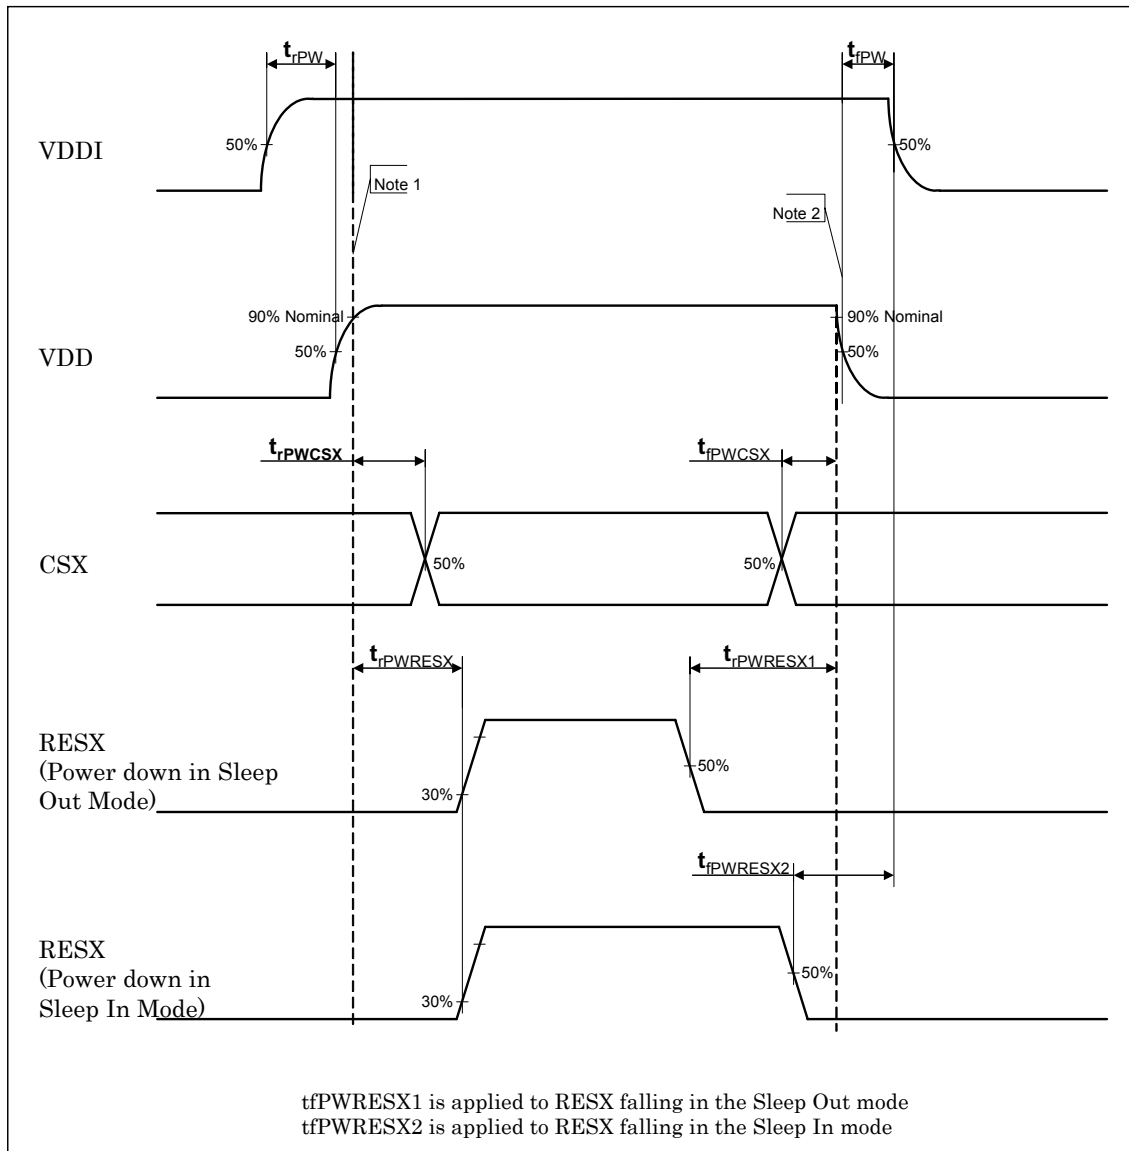 trPW
tfPW
VDDI
50%
50%
Note 1
Note 2
90% Nominal
90% Nominal
VDD
50%
50%
trPWCSX
tfPWCSX
CSX
50%
50%
trPWRESX
trPWRESX1
RESX
(Power down in Sleep
Out Mode)
50%
30%
tfPWRESX2
RESX
(Power down in
Sleep In Mode)
50%
30%
tfPWRESX1 is applied to RESX falling in the Sleep Out mode
tfPWRESX2 is applied to RESX falling in the Sleep In mode